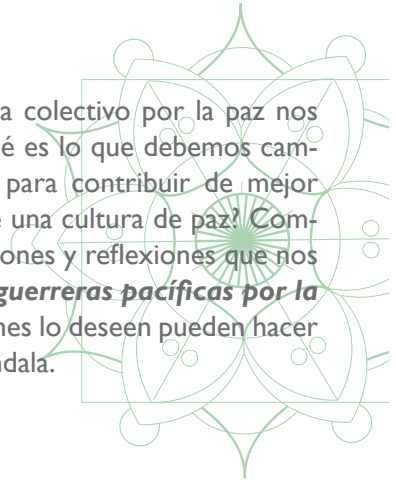 a colectivo por la paz nos
é es lo que debemos cam-
para contribuir de mejor
e una cultura de paz? Com-
ones y reflexiones que nos
guerreras pacíficas por la
nes lo deseen pueden hacer
ndala.